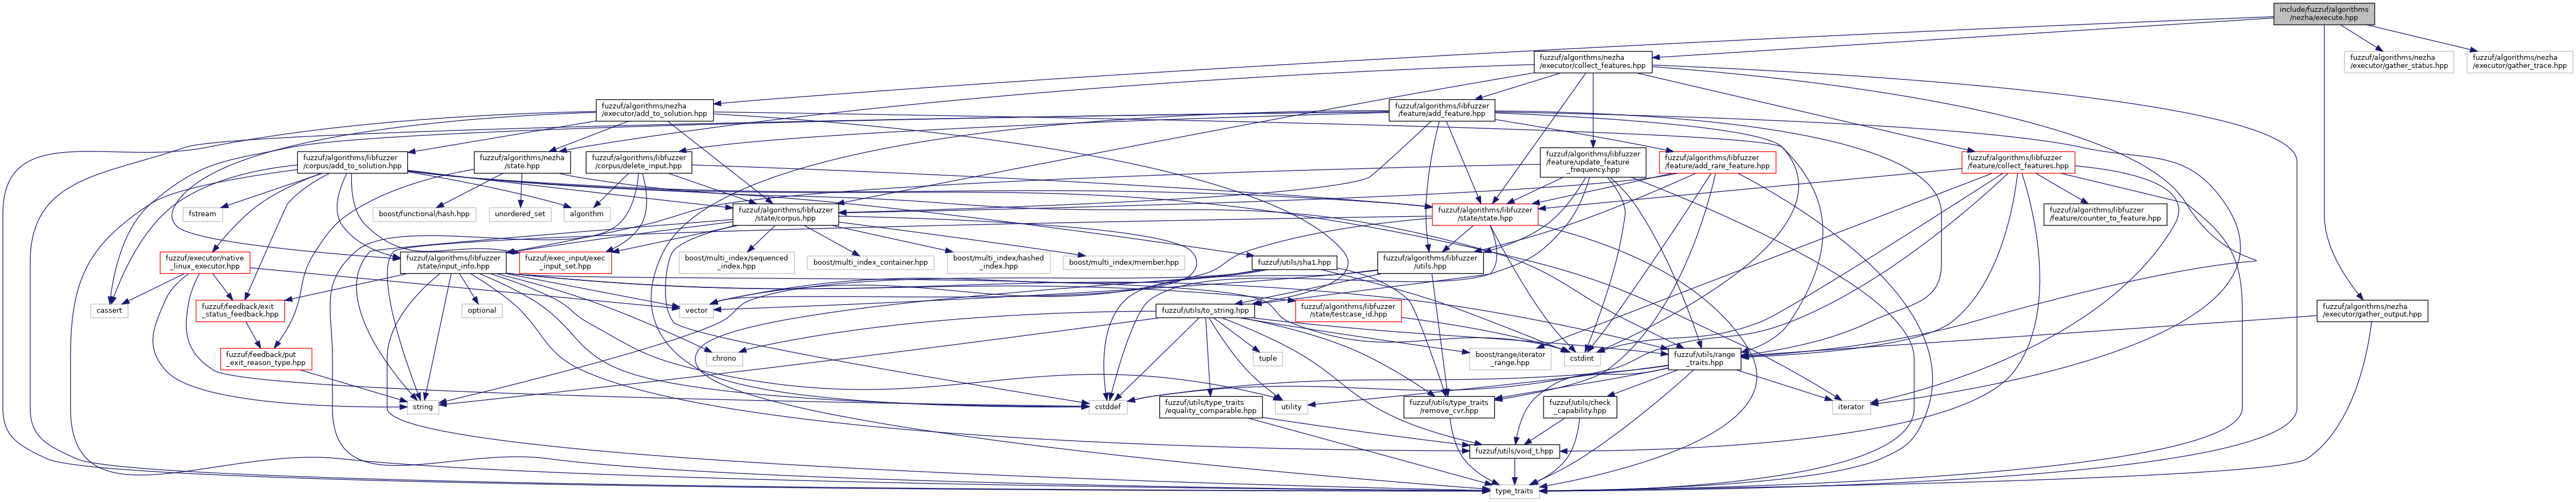 include/fuzzuf/algorithms
/nezha/execute.hpp
fuzzuf/algorithms/nezha
/executor/collect_features.hpp
fuzzuf/algorithms/nezha
/executor/gather_status.hpp
fuzzuf/algorithms/nezha
/executor/gather_trace.hpp
fuzzuf/algorithms/nezha
/executor/add_to_solution.hpp
fuzzuf/algorithms/libfuzzer
/feature/add_feature.hpp
fuzzuf/algorithms/libfuzzer
/corpus/add_to_solution.hpp
fuzzuf/algorithms/nezha
/state.hpp
fuzzuf/algorithms/libfuzzer
/corpus/delete_input.hpp
fuzzuf/algorithms/libfuzzer
/feature/update_feature
_frequency.hpp
fuzzuf/algorithms/libfuzzer
/feature/add_rare_feature.hpp
fuzzuf/algorithms/libfuzzer
/feature/collect_features.hpp
fstream
boost/functional/hash.hpp
unordered_set
algorithm
fuzzuf/algorithms/libfuzzer
/state/corpus.hpp
fuzzuf/algorithms/libfuzzer
/state/state.hpp
fuzzuf/algorithms/libfuzzer
/feature/counter_to_feature.hpp
fuzzuf/executor/native
_linux_executor.hpp
fuzzuf/algorithms/libfuzzer
/state/input_info.hpp
fuzzuf/exec_input/exec
_input_set.hpp
boost/multi_index/sequenced
_index.hpp
boost/multi_index_container.hpp
boost/multi_index/hashed
_index.hpp
boost/multi_index/member.hpp
fuzzuf/utils/sha1.hpp
fuzzuf/algorithms/libfuzzer
/utils.hpp
cassert
fuzzuf/feedback/exit
_status_feedback.hpp
optional
vector
fuzzuf/utils/to_string.hpp
fuzzuf/algorithms/libfuzzer
/state/testcase_id.hpp
fuzzuf/algorithms/nezha
/executor/gather_output.hpp
fuzzuf/feedback/put
_exit_reason_type.hpp
chrono
tuple
boost/range/iterator
_range.hpp
cstdint
fuzzuf/utils/range
_traits.hpp
string
cstddef
fuzzuf/utils/type_traits
/equality_comparable.hpp
utility
fuzzuf/utils/type_traits
/remove_cvr.hpp
fuzzuf/utils/check
_capability.hpp
iterator
fuzzuf/utils/void_t.hpp
type_traits